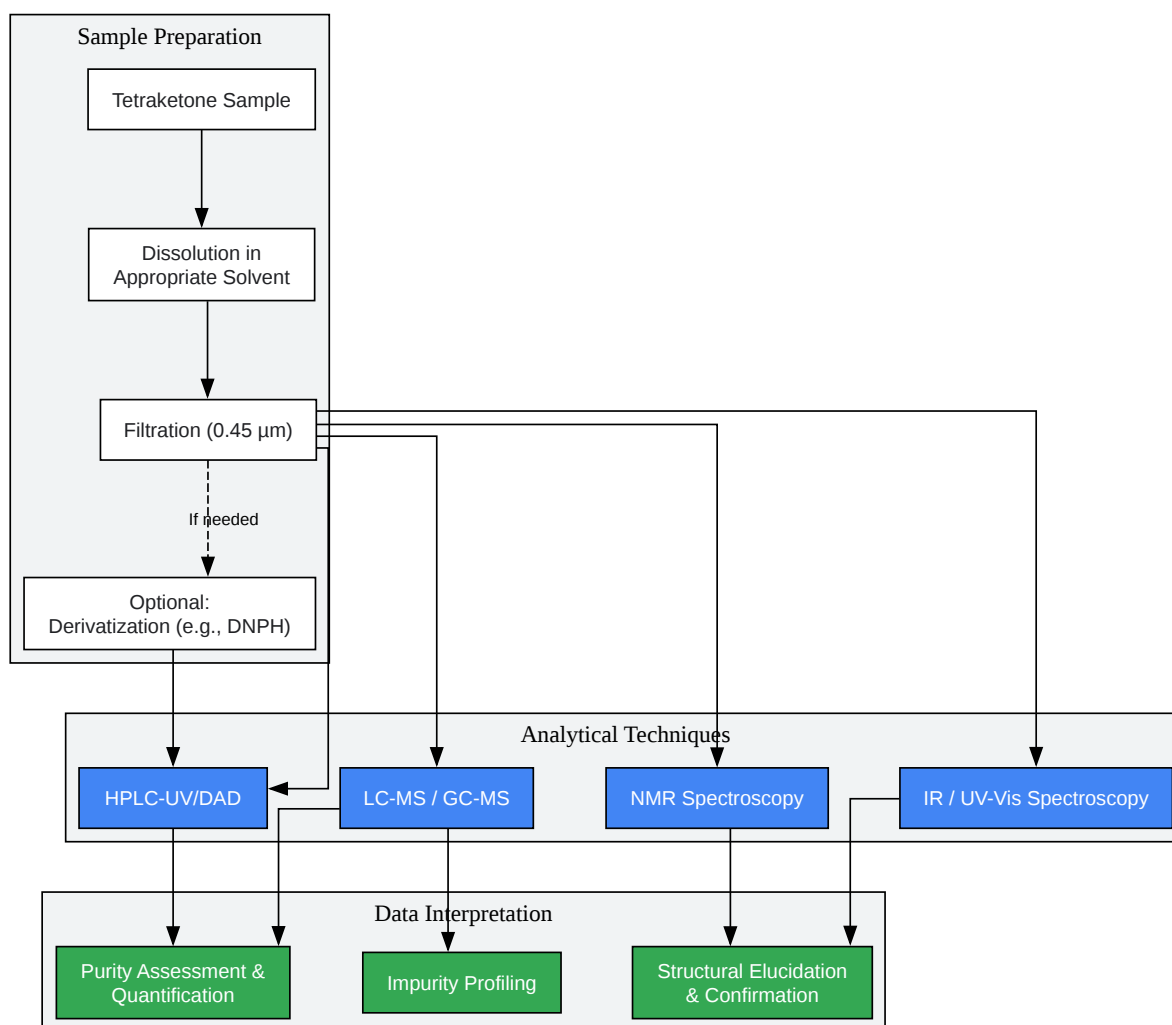 Sample Preparation
Tetraketone Sample
Dissolution in
Appropriate Solvent
Filtration (0.45 µm)
If needed
Optional:
Derivatization (e.g., DNPH)
Analytical Techniques
HPLC-UV/DAD
LC-MS / GC-MS
NMR Spectroscopy
IR / UV-Vis Spectroscopy
Data Interpretation
Purity Assessment &
Quantification
Impurity Profiling
Structural Elucidation
& Confirmation